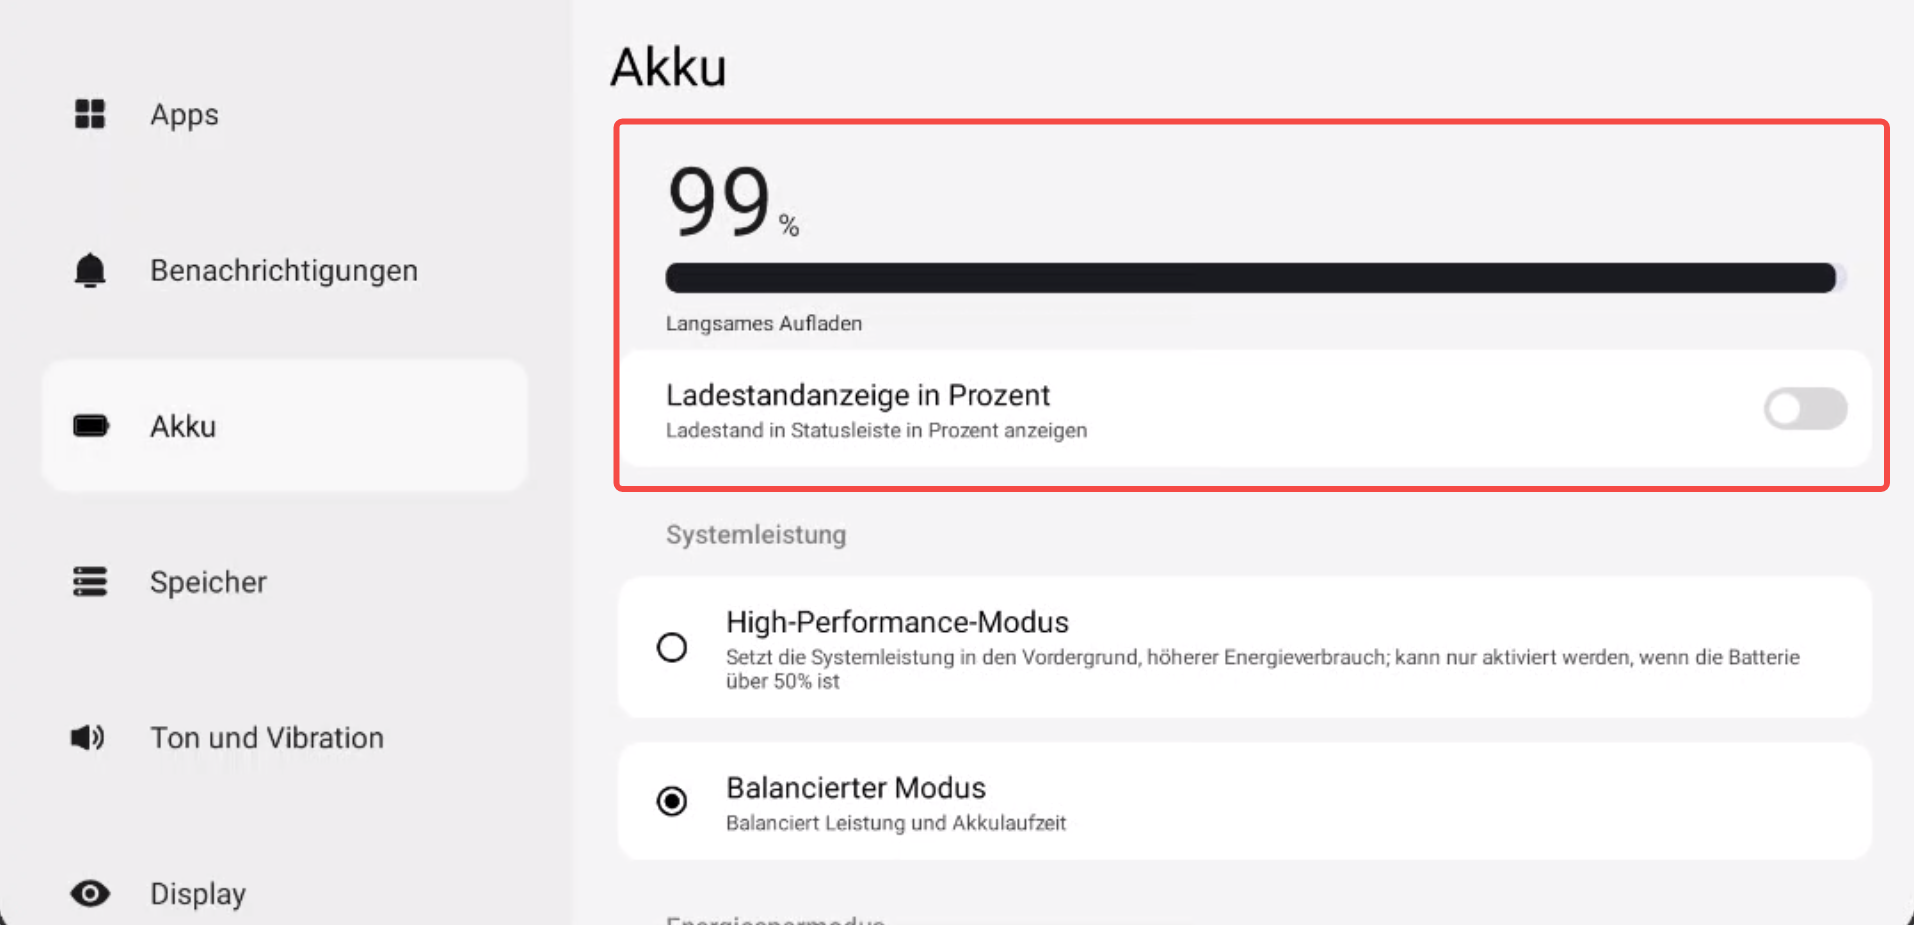 Apps
Benachrichtigungen
Akku
Speicher
Ton und Vibration
Display
Akku
99 %
Langsames Aufladen
Ladestandanzeige in Prozent
Ladestand in Statusleiste in Prozent anzeigen
Systemleistung
High-Performance-Modus
Setzt die Systemleistung in den Vordergrund, höherer Energieverbrauch; kann nur aktiviert werden, wenn die Batterie
über 50% ist
Balancierter Modus
Balanciert Leistung und Akkulaufzeit